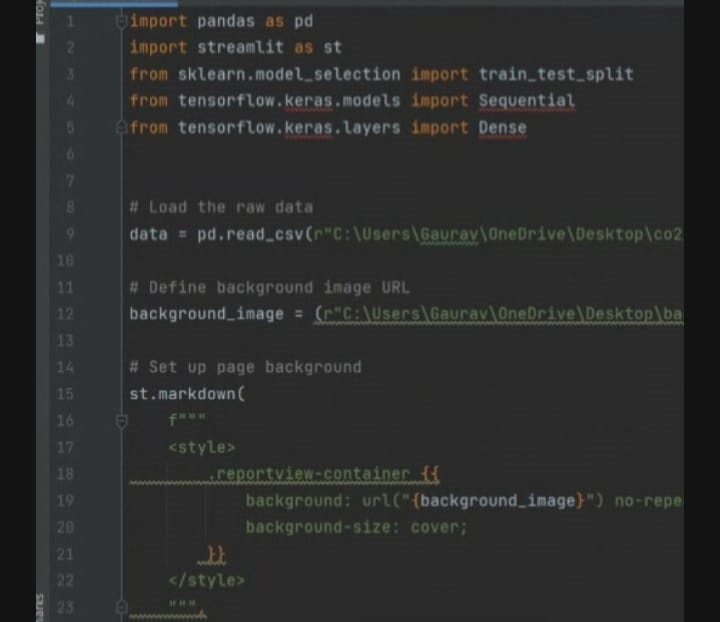 Proj
1 import pandas as pd
2 import streamlit as st
3 from sklearn.model_selection import train_test_split
4 from tensorflow.keras.models import Sequential
5 from tensorflow.keras.layers import Dense
6
7
8 # Load the raw data
9 data = pd.read_csv(r"C:\Users\Gaurav\OneDrive\Desktop\co2
10
11 # Define background image URL
12 background_image = (r"C:\Users\Gaurav\OneDrive\Desktop\ba
13
14 # Set up page background
15 st.markdown(
16 f"""
17 <style>
18 .reportview-container {{
19 background: url("{background_image}") no-repe
20 background-size: cover;
21 }}
22 </style>
23 """,
arks